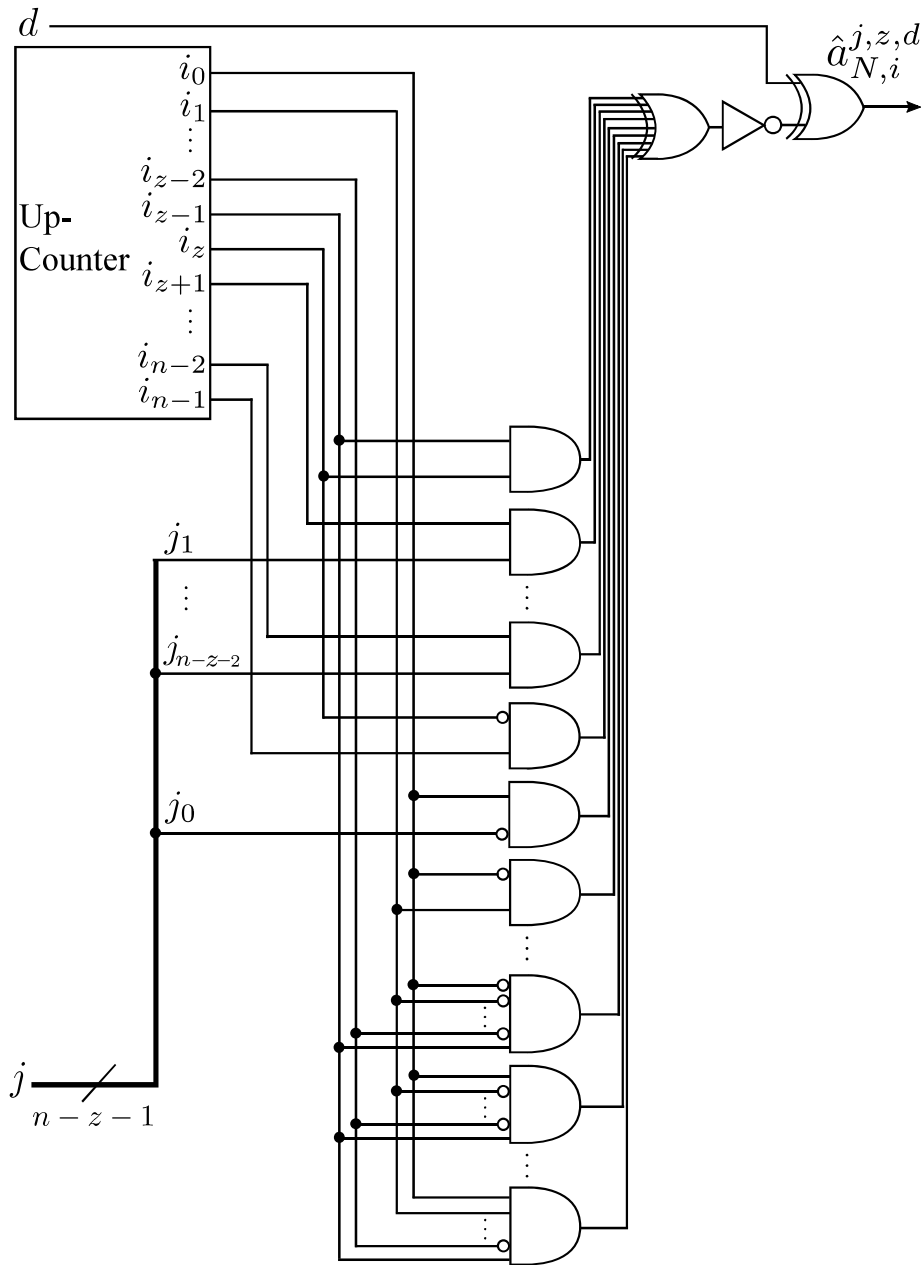 d
â_{N,i}^{j,z,d}
i_0
i_1
⋮
i_{z−2}
i_{z−1}
Up-
Counter
i_z
i_{z+1}
⋮
i_{n−2}
i_{n−1}
j_1
⋮
⋮
j_{n−z−2}
j_0
⋮
⋮
j
n − z − 1
⋮
⋮
⋮